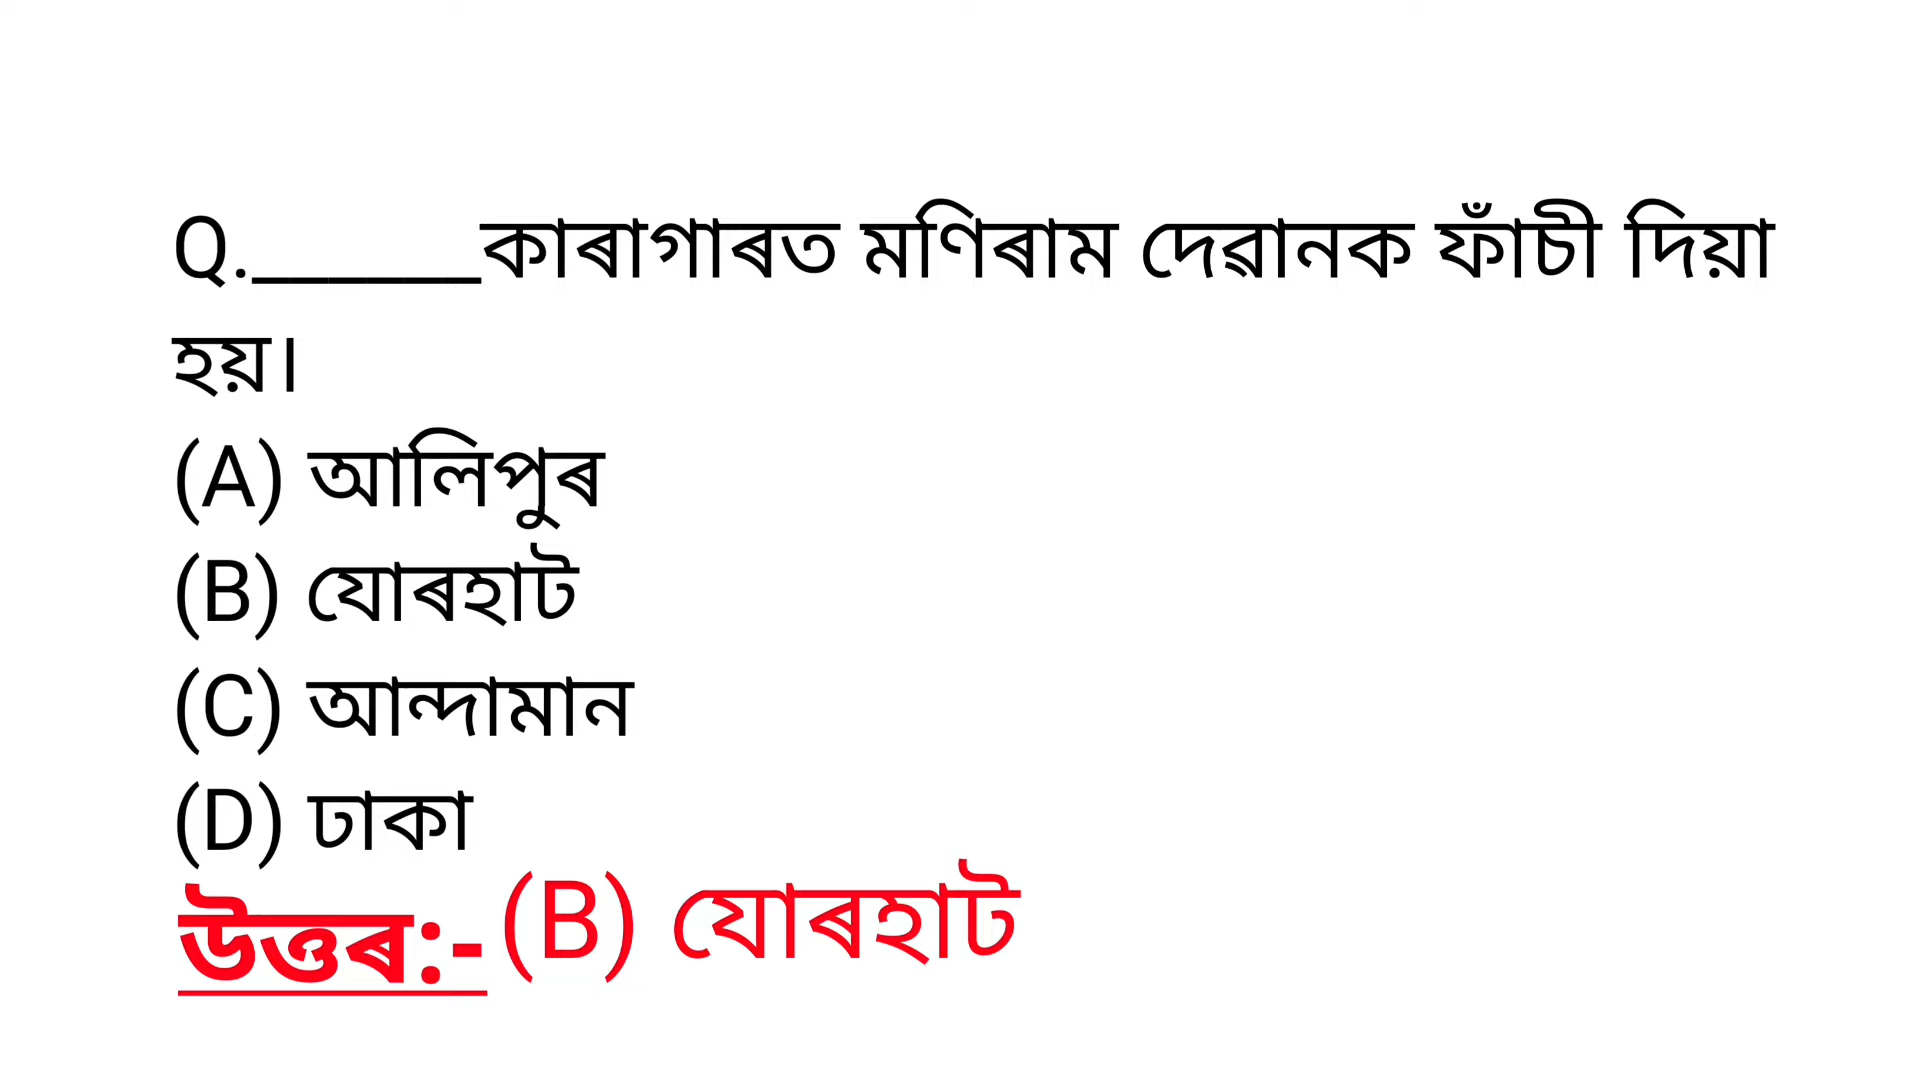 Q.______কাৰাগাৰত মণিৰাম দেৱানক ফাঁচী দিয়া
হয়।
(A) আলিপুৰ
(B) যোৰহাট
(C) আন্দামান
(D) ঢাকা
উত্তৰ:- (B) যোৰহাট